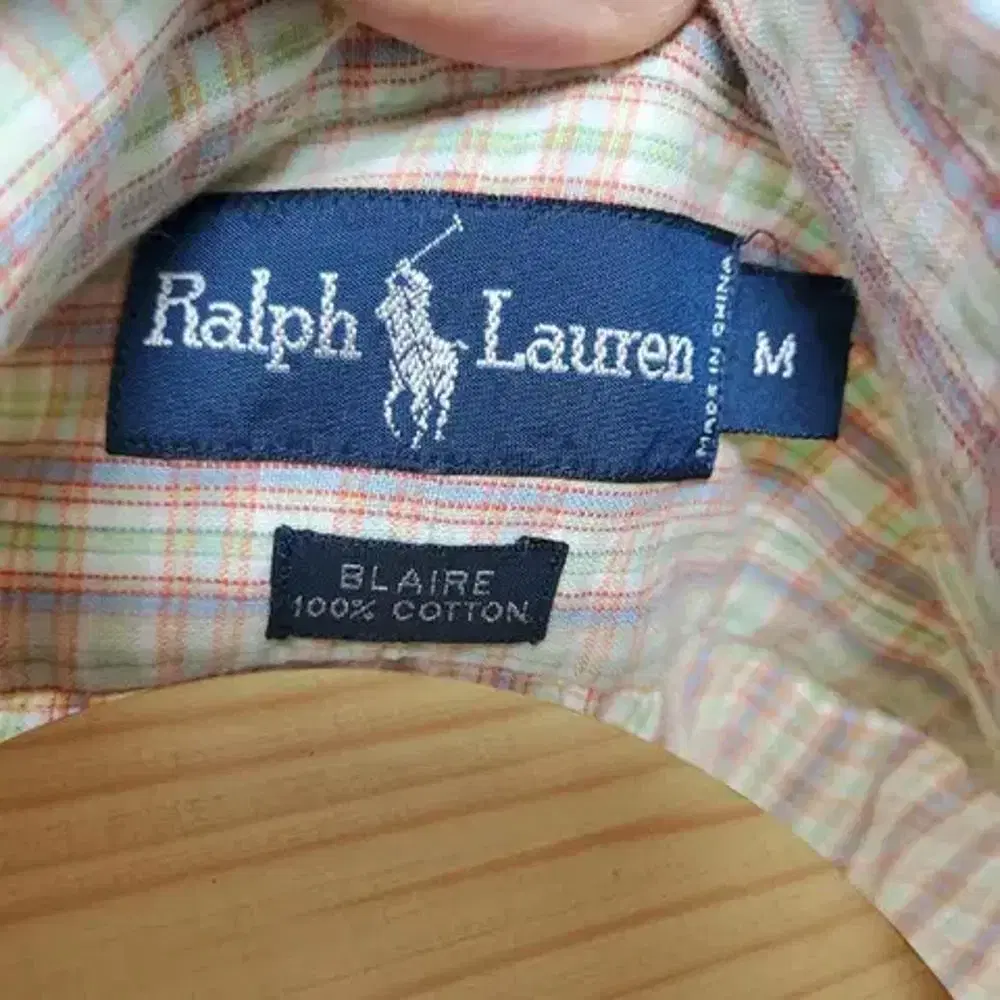 Ralph Lauren
MADE IN CHINA
M
BLAIRE
100% COTTON